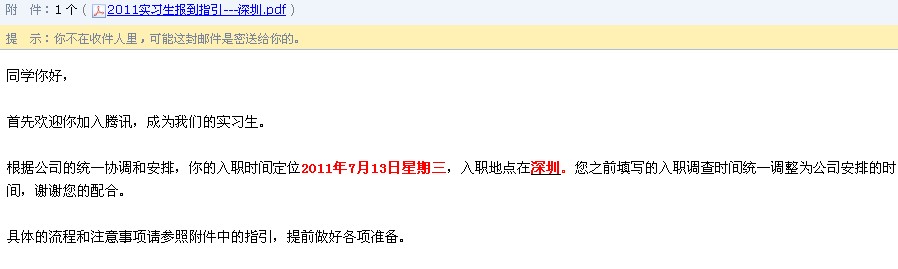 附　件：1 个 ( 2011实习生报到指引---深圳.pdf )
提　示：你不在收件人里，可能这封邮件是密送给你的。
同学你好，
首先欢迎你加入腾讯，成为我们的实习生。
根据公司的统一协调和安排，你的入职时间定位2011年7月13日星期三，入职地点在深圳。您之前填写的入职调查时间统一调整为公司安排的时
间，谢谢您的配合。
具体的流程和注意事项请参照附件中的指引，提前做好各项准备。